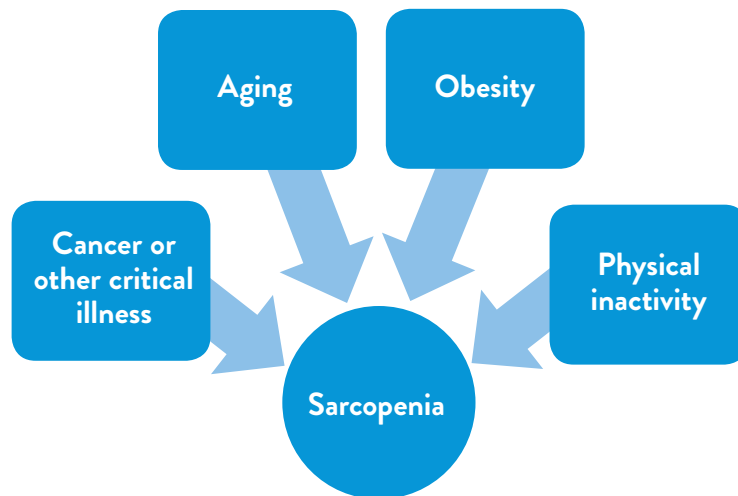 Aging
Obesity
Cancer or
other critical
illness
Physical
inactivity
Sarcopenia